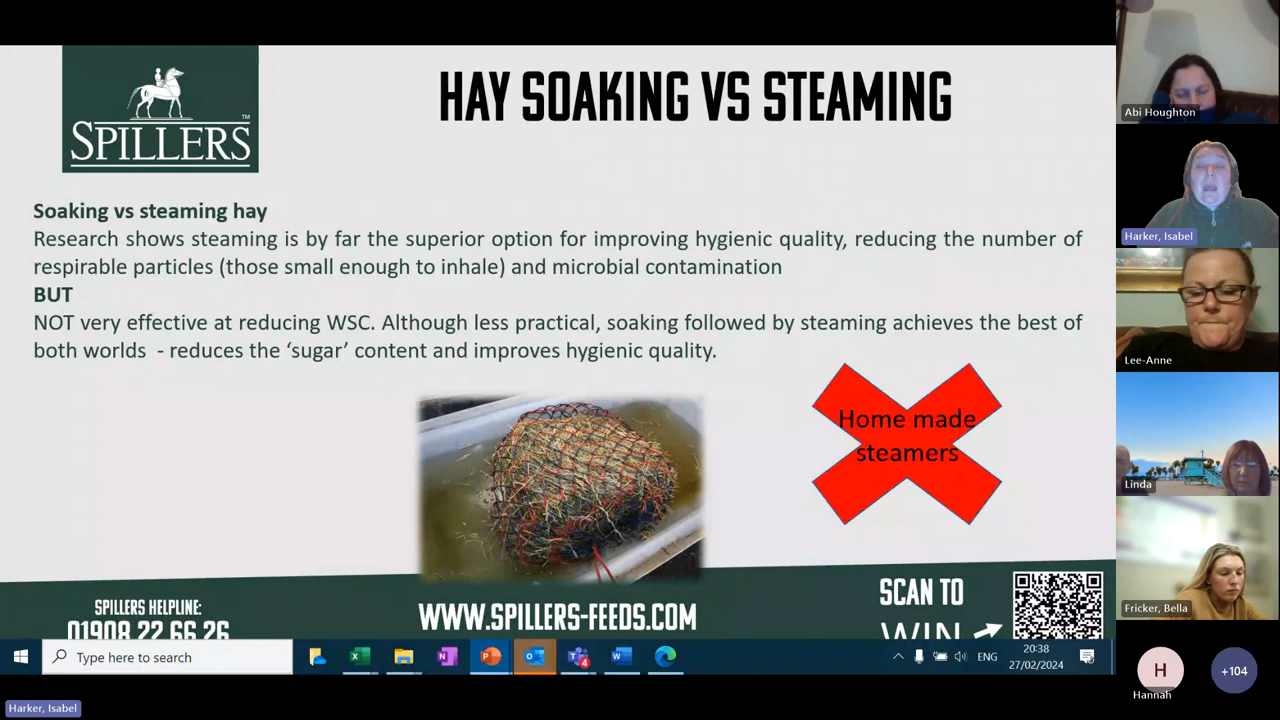 SPILLERS™
HAY SOAKING VS STEAMING
Soaking vs steaming hay
Research shows steaming is by far the superior option for improving hygienic quality, reducing the number of
respirable particles (those small enough to inhale) and microbial contamination
BUT
NOT very effective at reducing WSC. Although less practical, soaking followed by steaming achieves the best of
both worlds - reduces the ‘sugar’ content and improves hygienic quality.
Home made
steamers
SPILLERS HELPLINE:
01908 22 66 26
WWW.SPILLERS-FEEDS.COM
SCAN TO
WIN
Type here to search
4
ENG
20:38
27/02/2024
Abi Houghton
Harker, Isabel
Lee-Anne
Linda
Fricker, Bella
H
Hannah
+104
Harker, Isabel